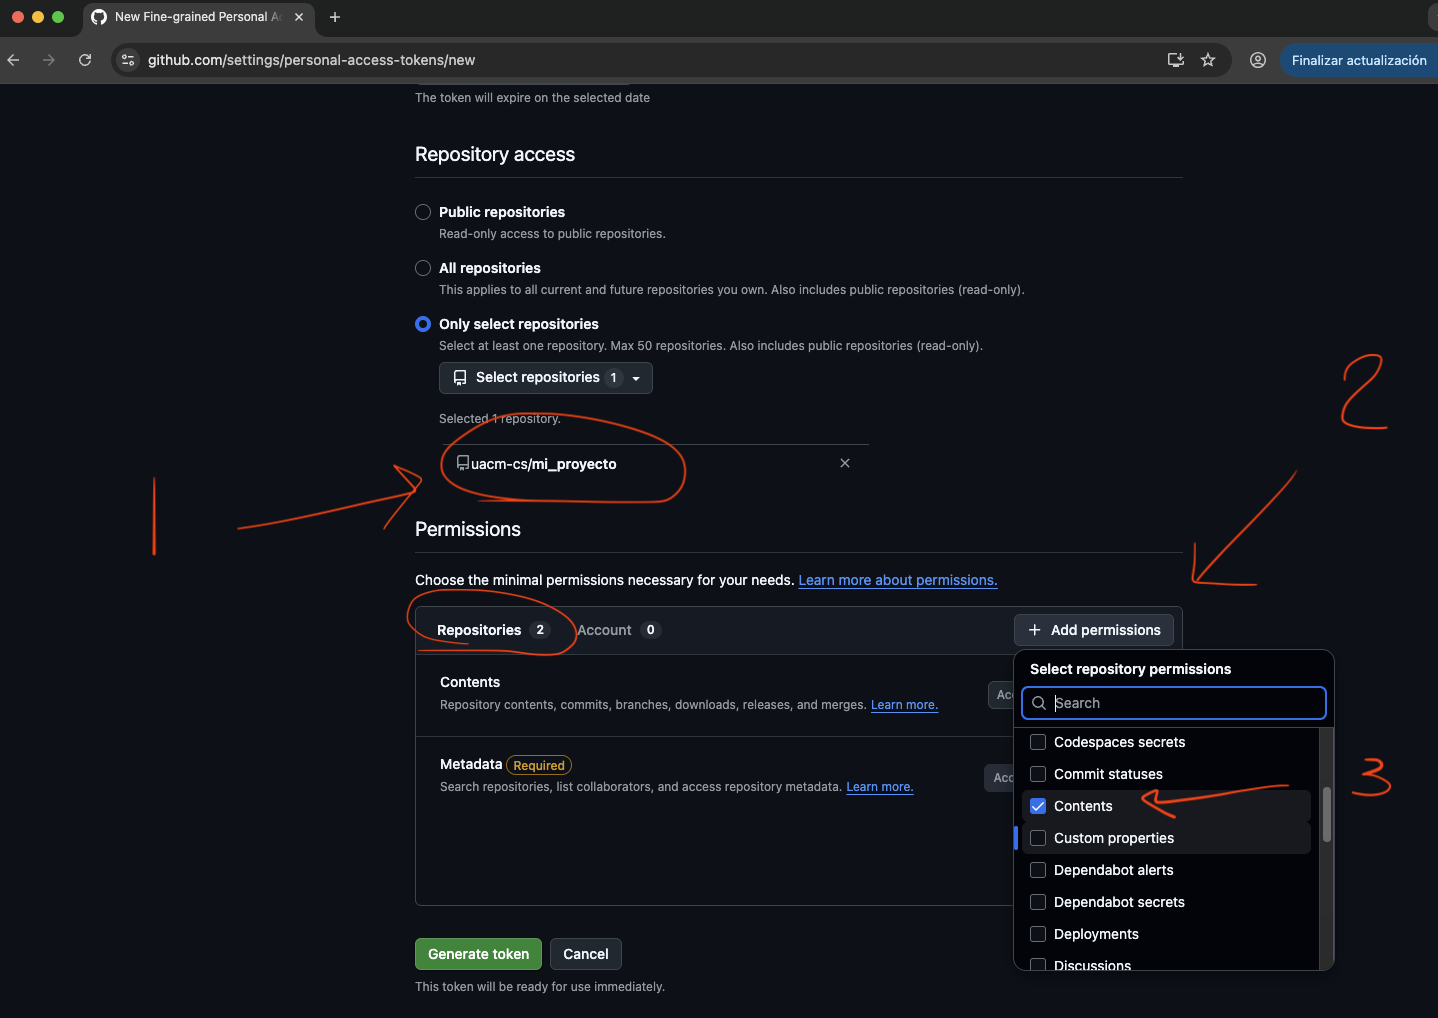 New Fine-grained Personal Ac
github.com/settings/personal-access-tokens/new
Finalizar actualización
The token will expire on the selected date
Repository access
Public repositories
Read-only access to public repositories.
All repositories
This applies to all current and future repositories you own. Also includes public repositories (read-only).
Only select repositories
Select at least one repository. Max 50 repositories. Also includes public repositories (read-only).
Select repositories 1
2
Selected 1 repository.
uacm-cs/mi_proyecto
1
Permissions
Choose the minimal permissions necessary for your needs. Learn more about permissions.
Repositories 2 Account 0
+ Add permissions
Select repository permissions
Search
Contents
Repository contents, commits, branches, downloads, releases, and merges. Learn more.
Acc
Metadata Required
Search repositories, list collaborators, and access repository metadata. Learn more.
Acc
Codespaces secrets
Commit statuses
3
Contents
Custom properties
Dependabot alerts
Dependabot secrets
Deployments
Discussions
Generate token
Cancel
This token will be ready for use immediately.